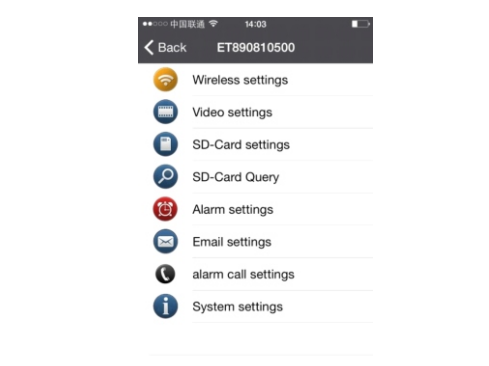 中国联通 14:03
Back ET890810500
Wireless settings
Video settings
SD-Card settings
SD-Card Query
Alarm settings
Email settings
alarm call settings
System settings